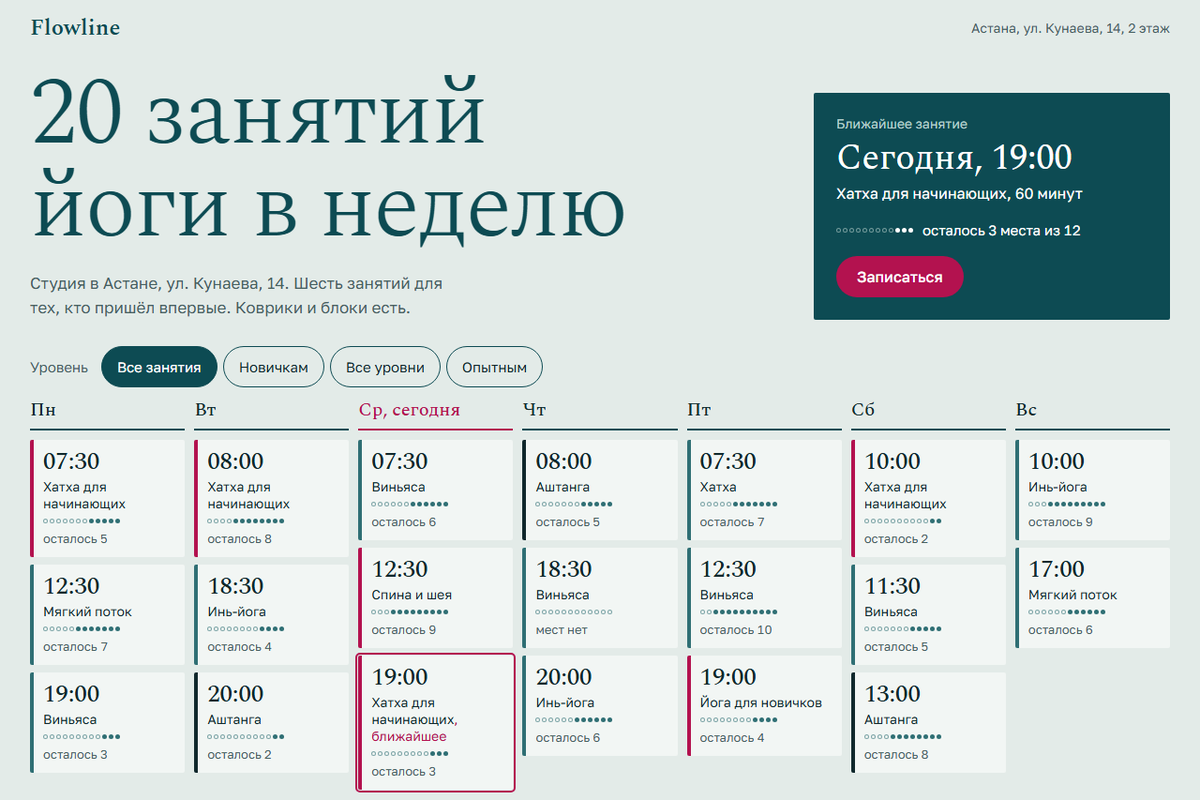 Flowline
Астана, ул. Кунаева, 14, 2 этаж
20 занятий
йоги в неделю
Студия в Астане, ул. Кунаева, 14. Шесть занятий для
тех, кто пришёл впервые. Коврики и блоки есть.
Ближайшее занятие
Сегодня, 19:00
Хатха для начинающих, 60 минут
осталось 3 места из 12
Записаться
Уровень
Все занятия
Новичкам
Все уровни
Опытным
Пн
07:30
Хатха для
начинающих
осталось 5
12:30
Мягкий поток
осталось 7
19:00
Виньяса
осталось 3
Вт
08:00
Хатха для
начинающих
осталось 8
18:30
Инь-йога
осталось 4
20:00
Аштанга
осталось 2
Ср, сегодня
07:30
Виньяса
осталось 6
12:30
Спина и шея
осталось 9
19:00
Хатха для
начинающих,
ближайшее
осталось 3
Чт
08:00
Аштанга
осталось 5
18:30
Виньяса
мест нет
20:00
Инь-йога
осталось 6
Пт
07:30
Хатха
осталось 7
12:30
Виньяса
осталось 10
19:00
Йога для новичков
осталось 4
Сб
10:00
Хатха для
начинающих
осталось 2
11:30
Виньяса
осталось 5
13:00
Аштанга
осталось 8
Вс
10:00
Инь-йога
осталось 9
17:00
Мягкий поток
осталось 6